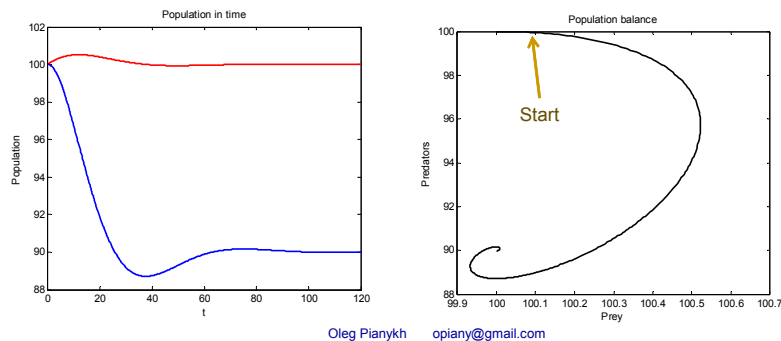 Population in time
102
100
98
96
94
92
90
88
Population
0 20 40 60 80 100 120
t
Population balance
100
98
96
94
92
90
88
Predators
Start
99.9 100 100.1 100.2 100.3 100.4 100.5 100.6 100.7
Prey
Oleg Pianykh opiany@gmail.com